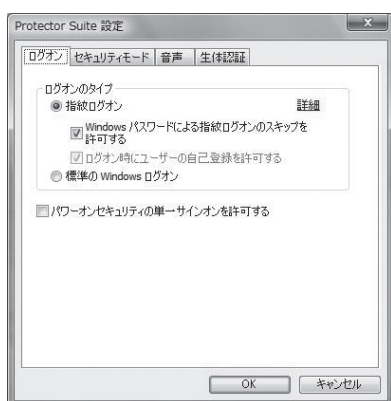 Protector Suite 設定
ログオン セキュリティモード 音声 生体認証
ログオンのタイプ
指紋ログオン 詳細
Windows パスワードによる指紋ログオンのスキップを
許可する
ログオン時にユーザーの自己登録を許可する
標準の Windows ログオン
パワーオンセキュリティの単一サインオンを許可する
OK キャンセル